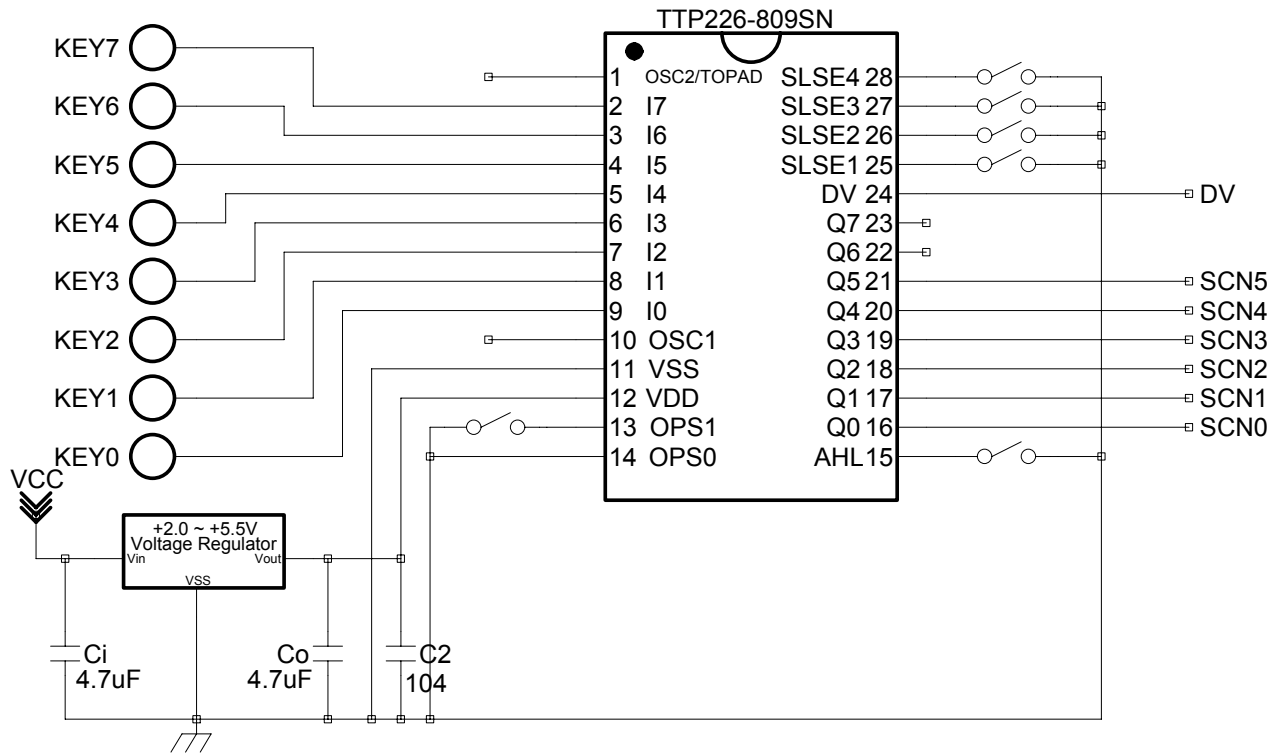 TTP226-809SN
KEY7
KEY6
KEY5
KEY4
KEY3
KEY2
KEY1
KEY0
1 OSC2/TOPAD SLSE4 28
2 I7 SLSE3 27
3 I6 SLSE2 26
4 I5 SLSE1 25
5 I4 DV 24 DV
6 I3 Q7 23
7 I2 Q6 22
8 I1 Q5 21 SCN5
9 I0 Q4 20 SCN4
10 OSC1 Q3 19 SCN3
11 VSS Q2 18 SCN2
12 VDD Q1 17 SCN1
13 OPS1 Q0 16 SCN0
14 OPS0 AHL 15
VCC
+2.0 ~ +5.5V
Voltage Regulator
Vin Vout
VSS
Ci
4.7uF
Co
4.7uF
C2
104